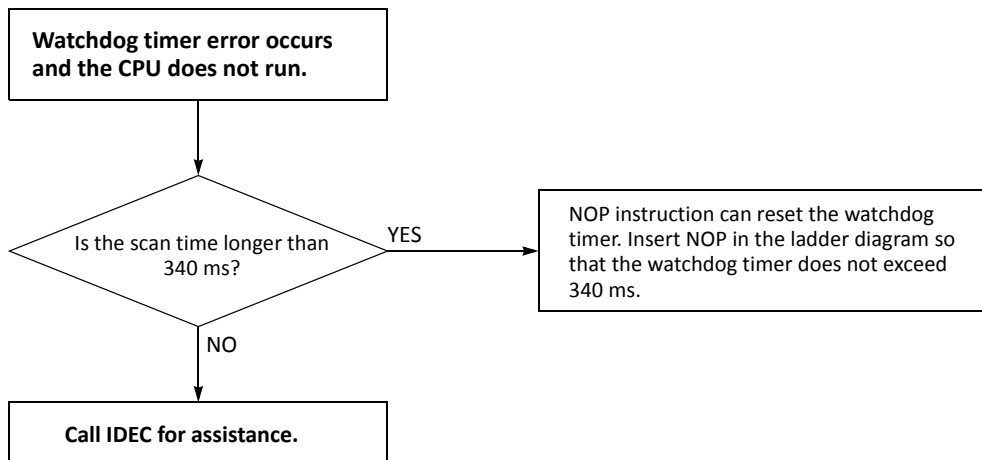 Watchdog timer error occurs
and the CPU does not run.
Is the scan time longer than
340 ms?
YES
NOP instruction can reset the watchdog
timer. Insert NOP in the ladder diagram so
that the watchdog timer does not exceed
340 ms.
NO
Call IDEC for assistance.